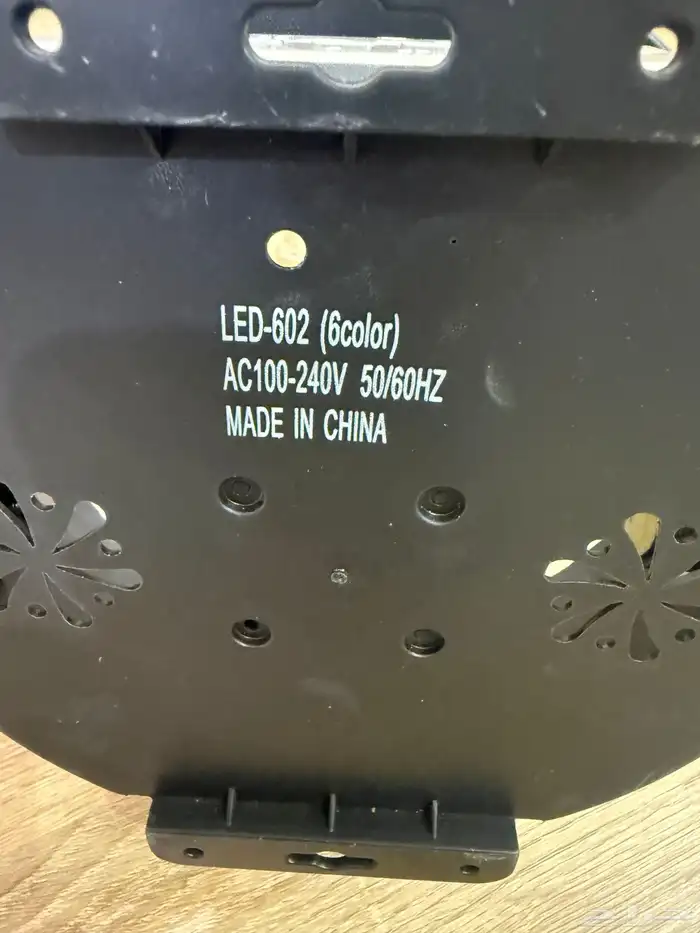 LED-602 (6color)
AC100-240V 50/60HZ
MADE IN CHINA